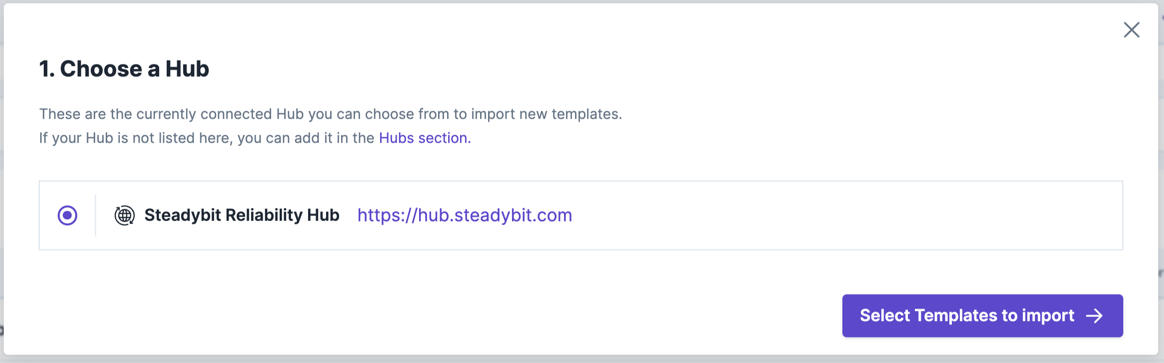 1. Choose a Hub
These are the currently connected Hub you can choose from to import new templates.
If your Hub is not listed here, you can add it in the Hubs section.
Steadybit Reliability Hub https://hub.steadybit.com
Select Templates to import